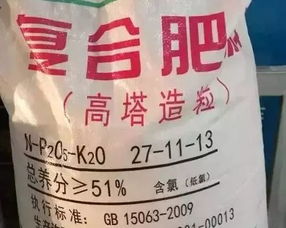 复合肥
（高塔造粒）
N-P₂O₅-K₂O 27-11-13
总养分≥51% 含氯（低氯）
执行标准：GB 15063-2009